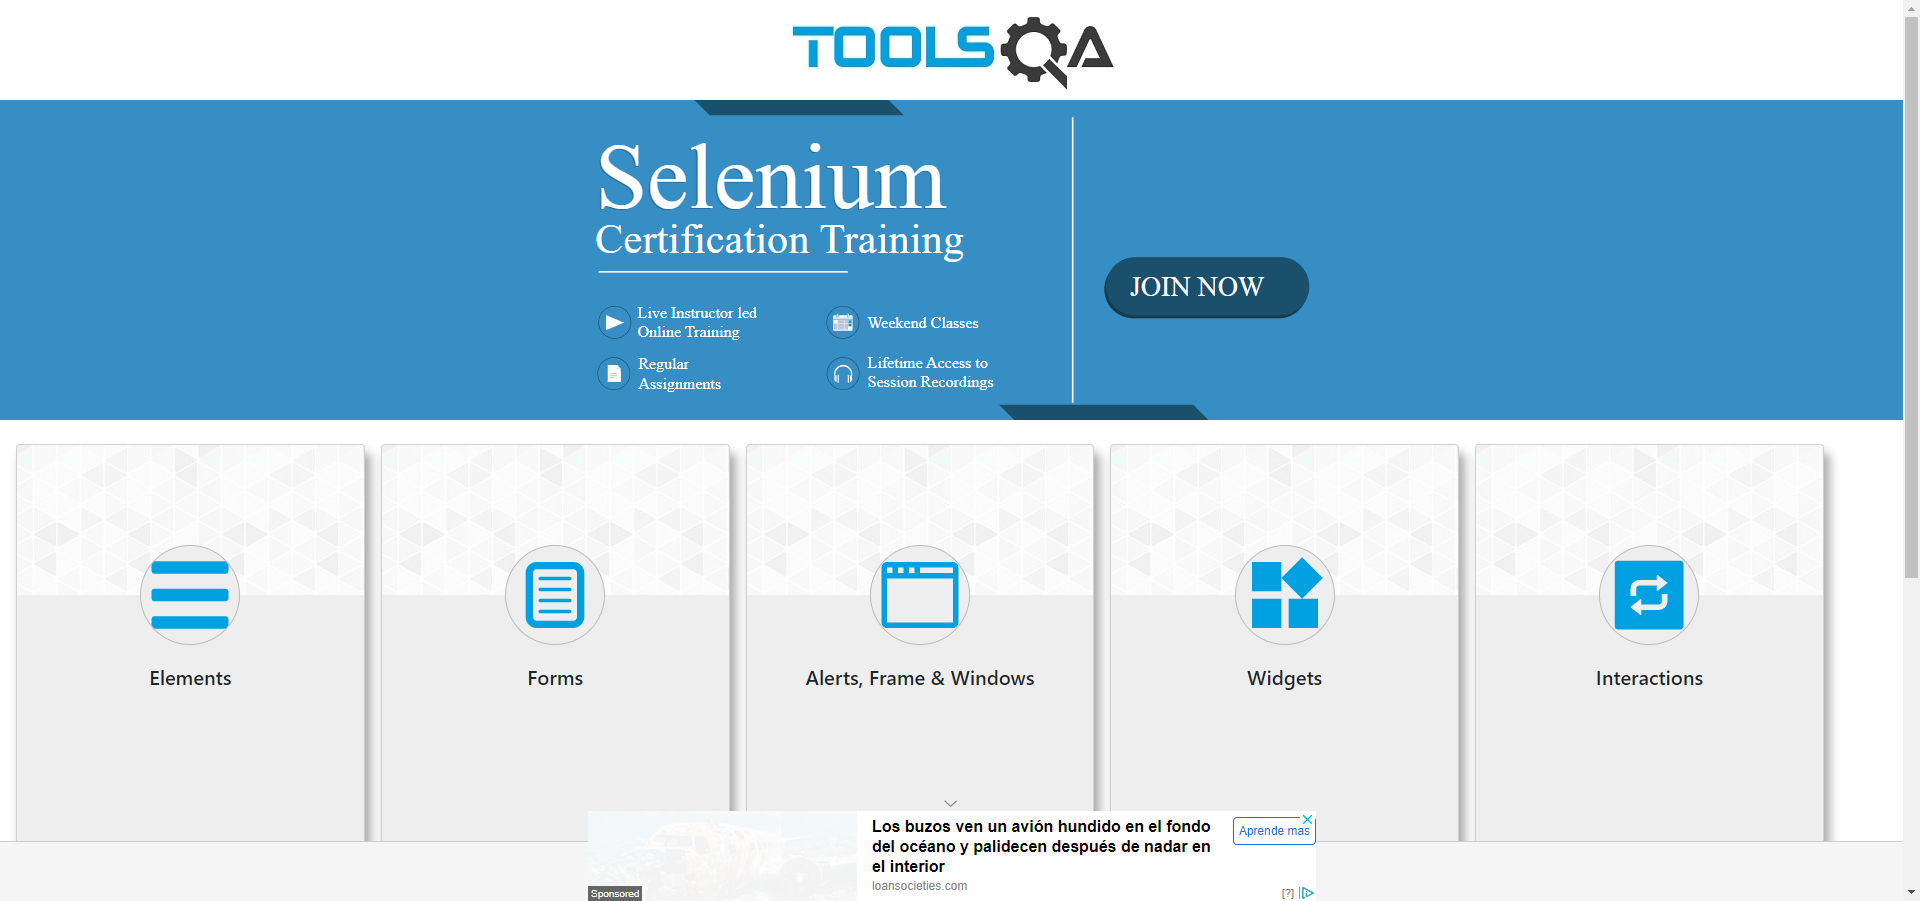 TOOLSQA
Selenium
Certification Training
JOIN NOW
Live Instructor led
Online Training
Weekend Classes
Regular
Assignments
Lifetime Access to
Session Recordings
Elements
Forms
Alerts, Frame & Windows
Widgets
Interactions
Los buzos ven un avión hundido en el fondo
del océano y palidecen después de nadar en
el interior
loansocieties.com
Aprende mas
Sponsored
[?]